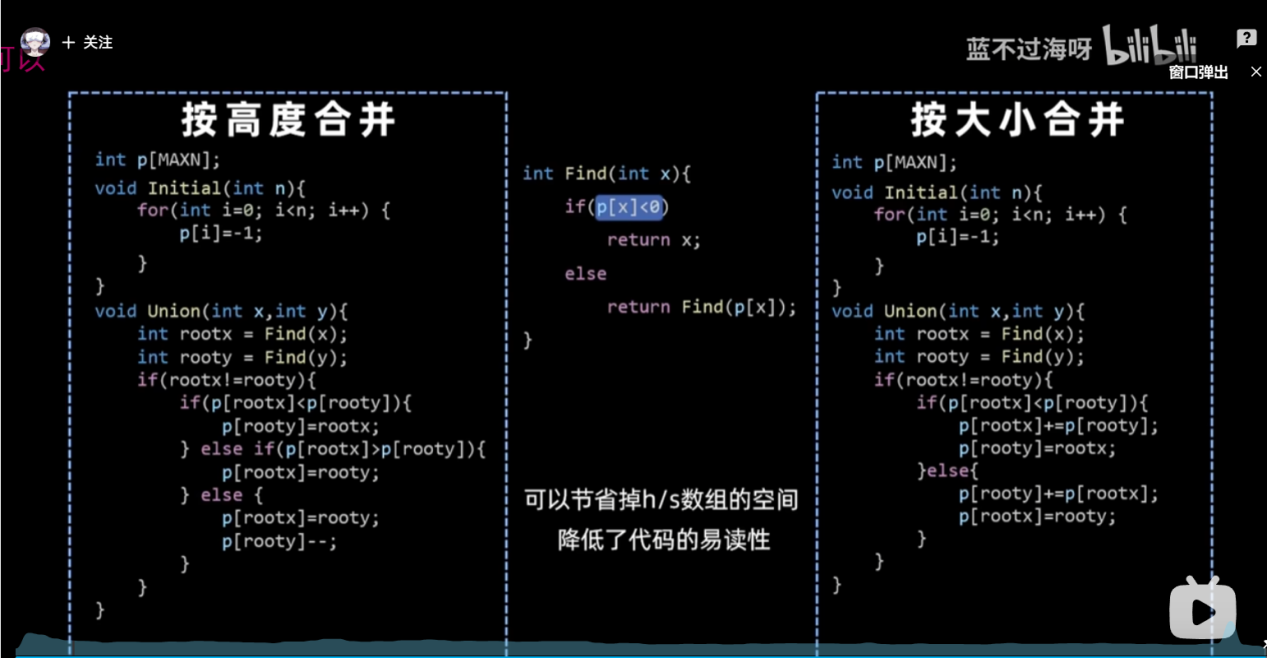 + 关注
可以
蓝不过海呀 bilibili
窗口弹出
按高度合并
int p[MAXN];
void Initial(int n){
for(int i=0; i<n; i++) {
p[i]=-1;
}
}
void Union(int x,int y){
int rootx = Find(x);
int rooty = Find(y);
if(rootx!=rooty){
if(p[rootx]<p[rooty]){
p[rooty]=rootx;
} else if(p[rootx]>p[rooty]){
p[rootx]=rooty;
} else {
p[rootx]=rooty;
p[rooty]--;
}
}
}
int Find(int x){
if(p[x]<0)
return x;
else
return Find(p[x]);
}
可以节省掉h/s数组的空间
降低了代码的易读性
按大小合并
int p[MAXN];
void Initial(int n){
for(int i=0; i<n; i++) {
p[i]=-1;
}
}
void Union(int x,int y){
int rootx = Find(x);
int rooty = Find(y);
if(rootx!=rooty){
if(p[rootx]<p[rooty]){
p[rootx]+=p[rooty];
p[rooty]=rootx;
}else{
p[rooty]+=p[rootx];
p[rootx]=rooty;
}
}
}